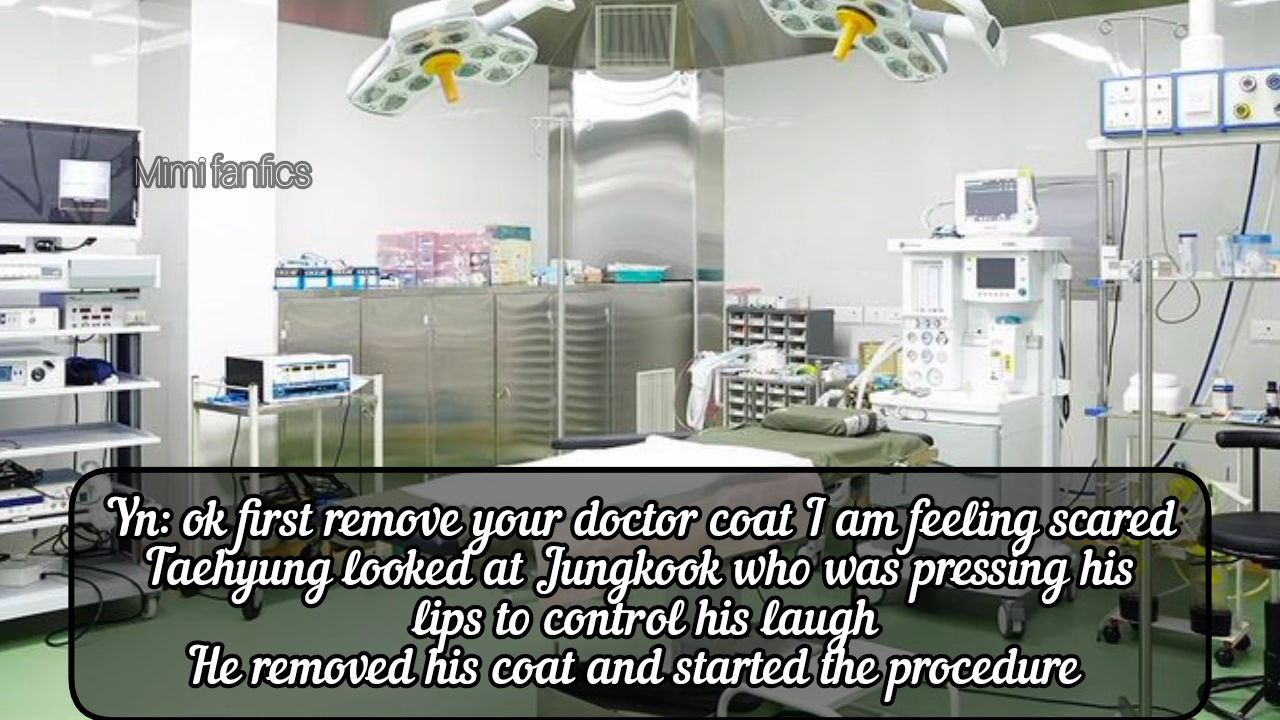 Mimi fanfics
Yn: ok first remove your doctor coat I am feeling scared
Taehyung looked at Jungkook who was pressing his
lips to control his laugh
He removed his coat and started the procedure